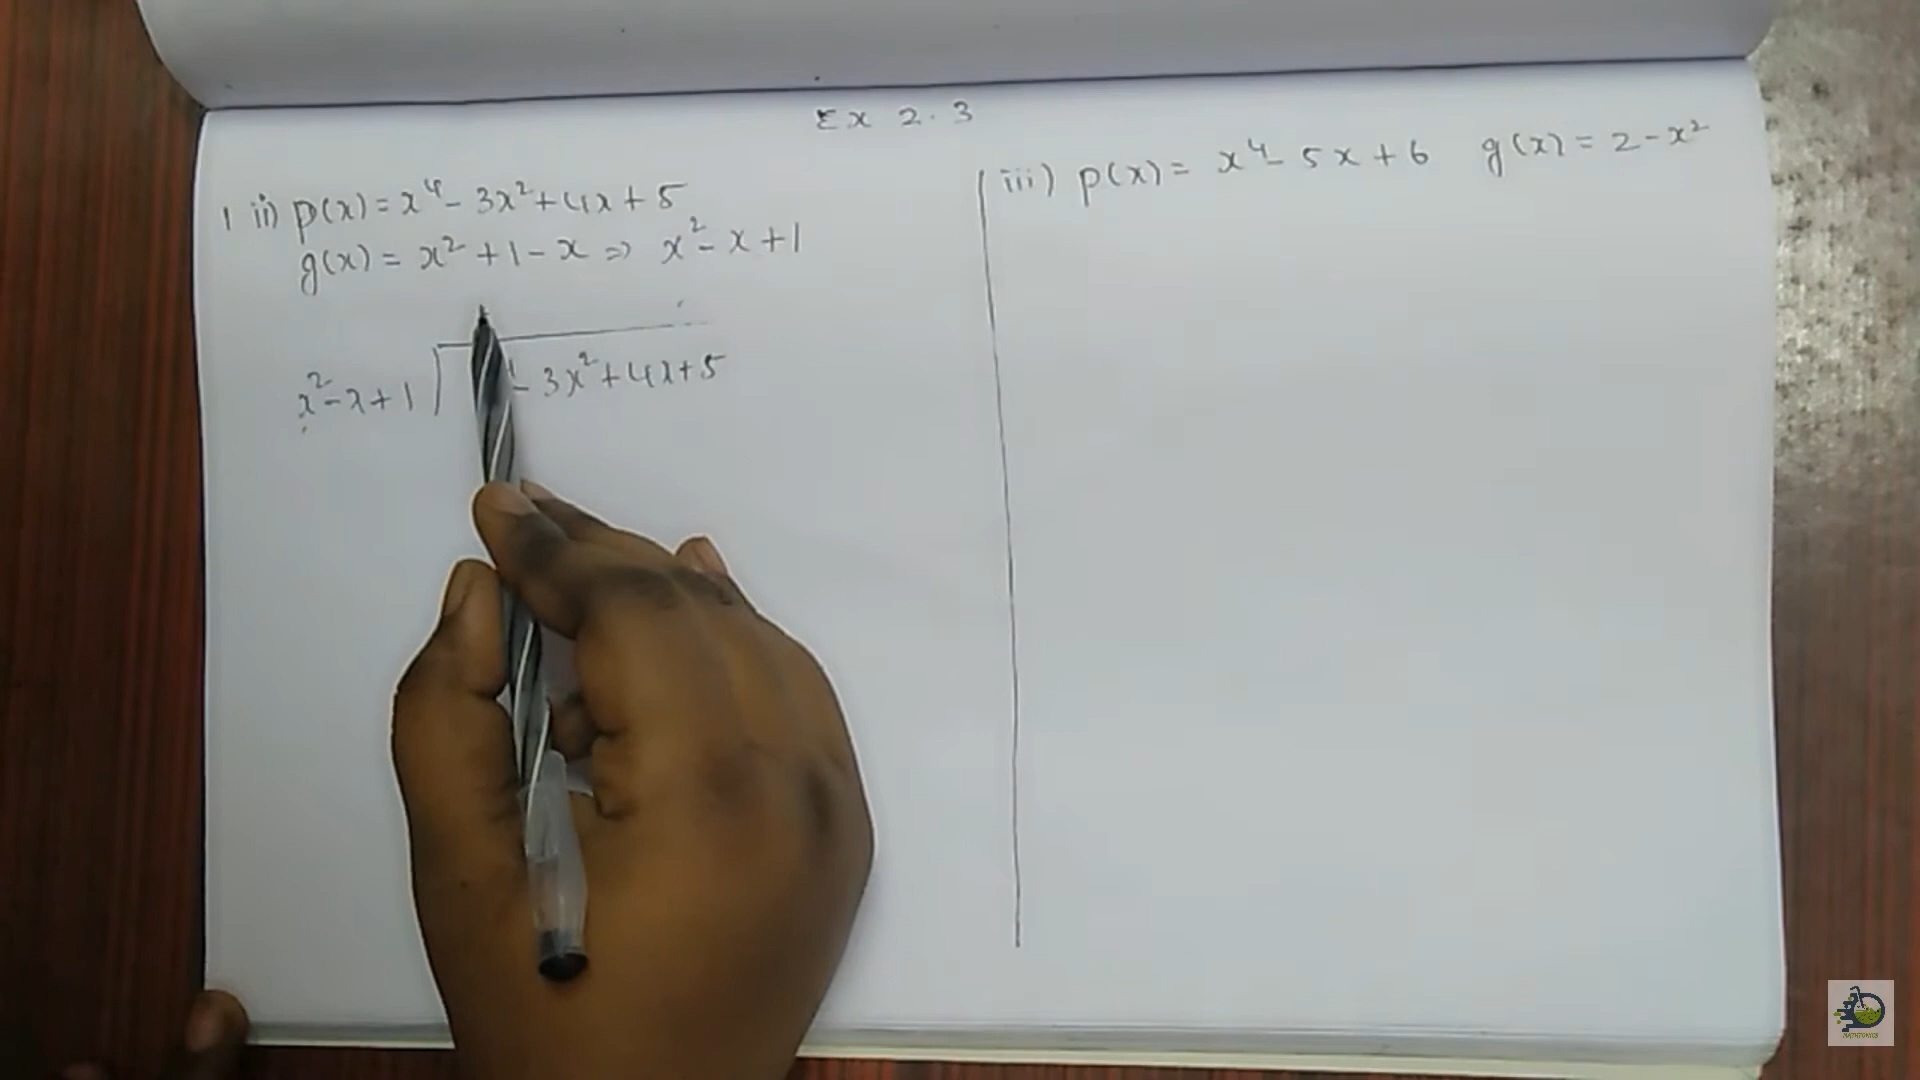 Ex 2.3
1 ii) p(x) = x⁴ - 3x² + 4x + 5
g(x) = x² + 1 - x ⇒ x² - x + 1
x² - x + 1 - 3x² + 4x + 5
iii) p(x) = x⁴ - 5x + 6 g(x) = 2 - x²